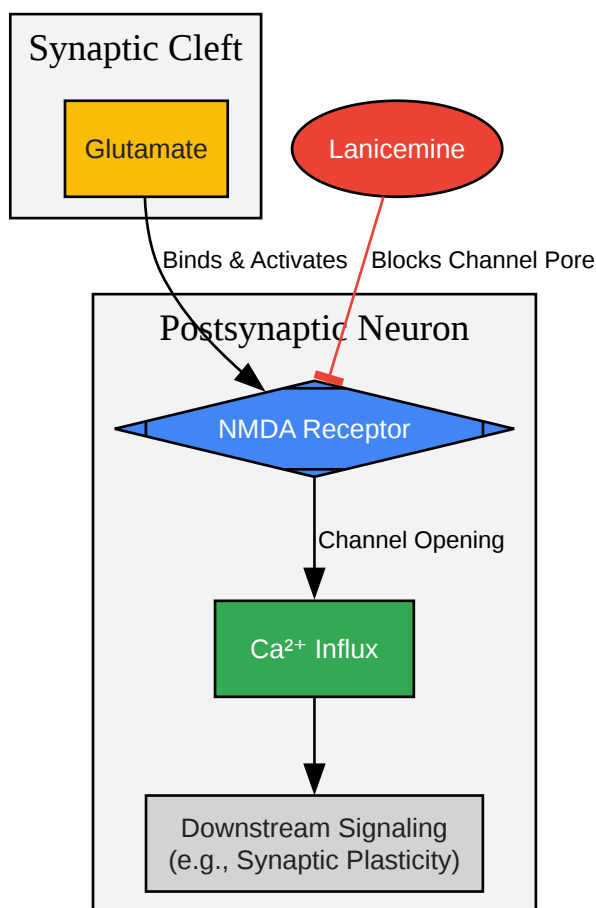 Synaptic Cleft
Glutamate
Lanicemine
Binds & Activates
Blocks Channel Pore
Postsynaptic Neuron
NMDA Receptor
Channel Opening
Ca²⁺ Influx
Downstream Signaling
(e.g., Synaptic Plasticity)